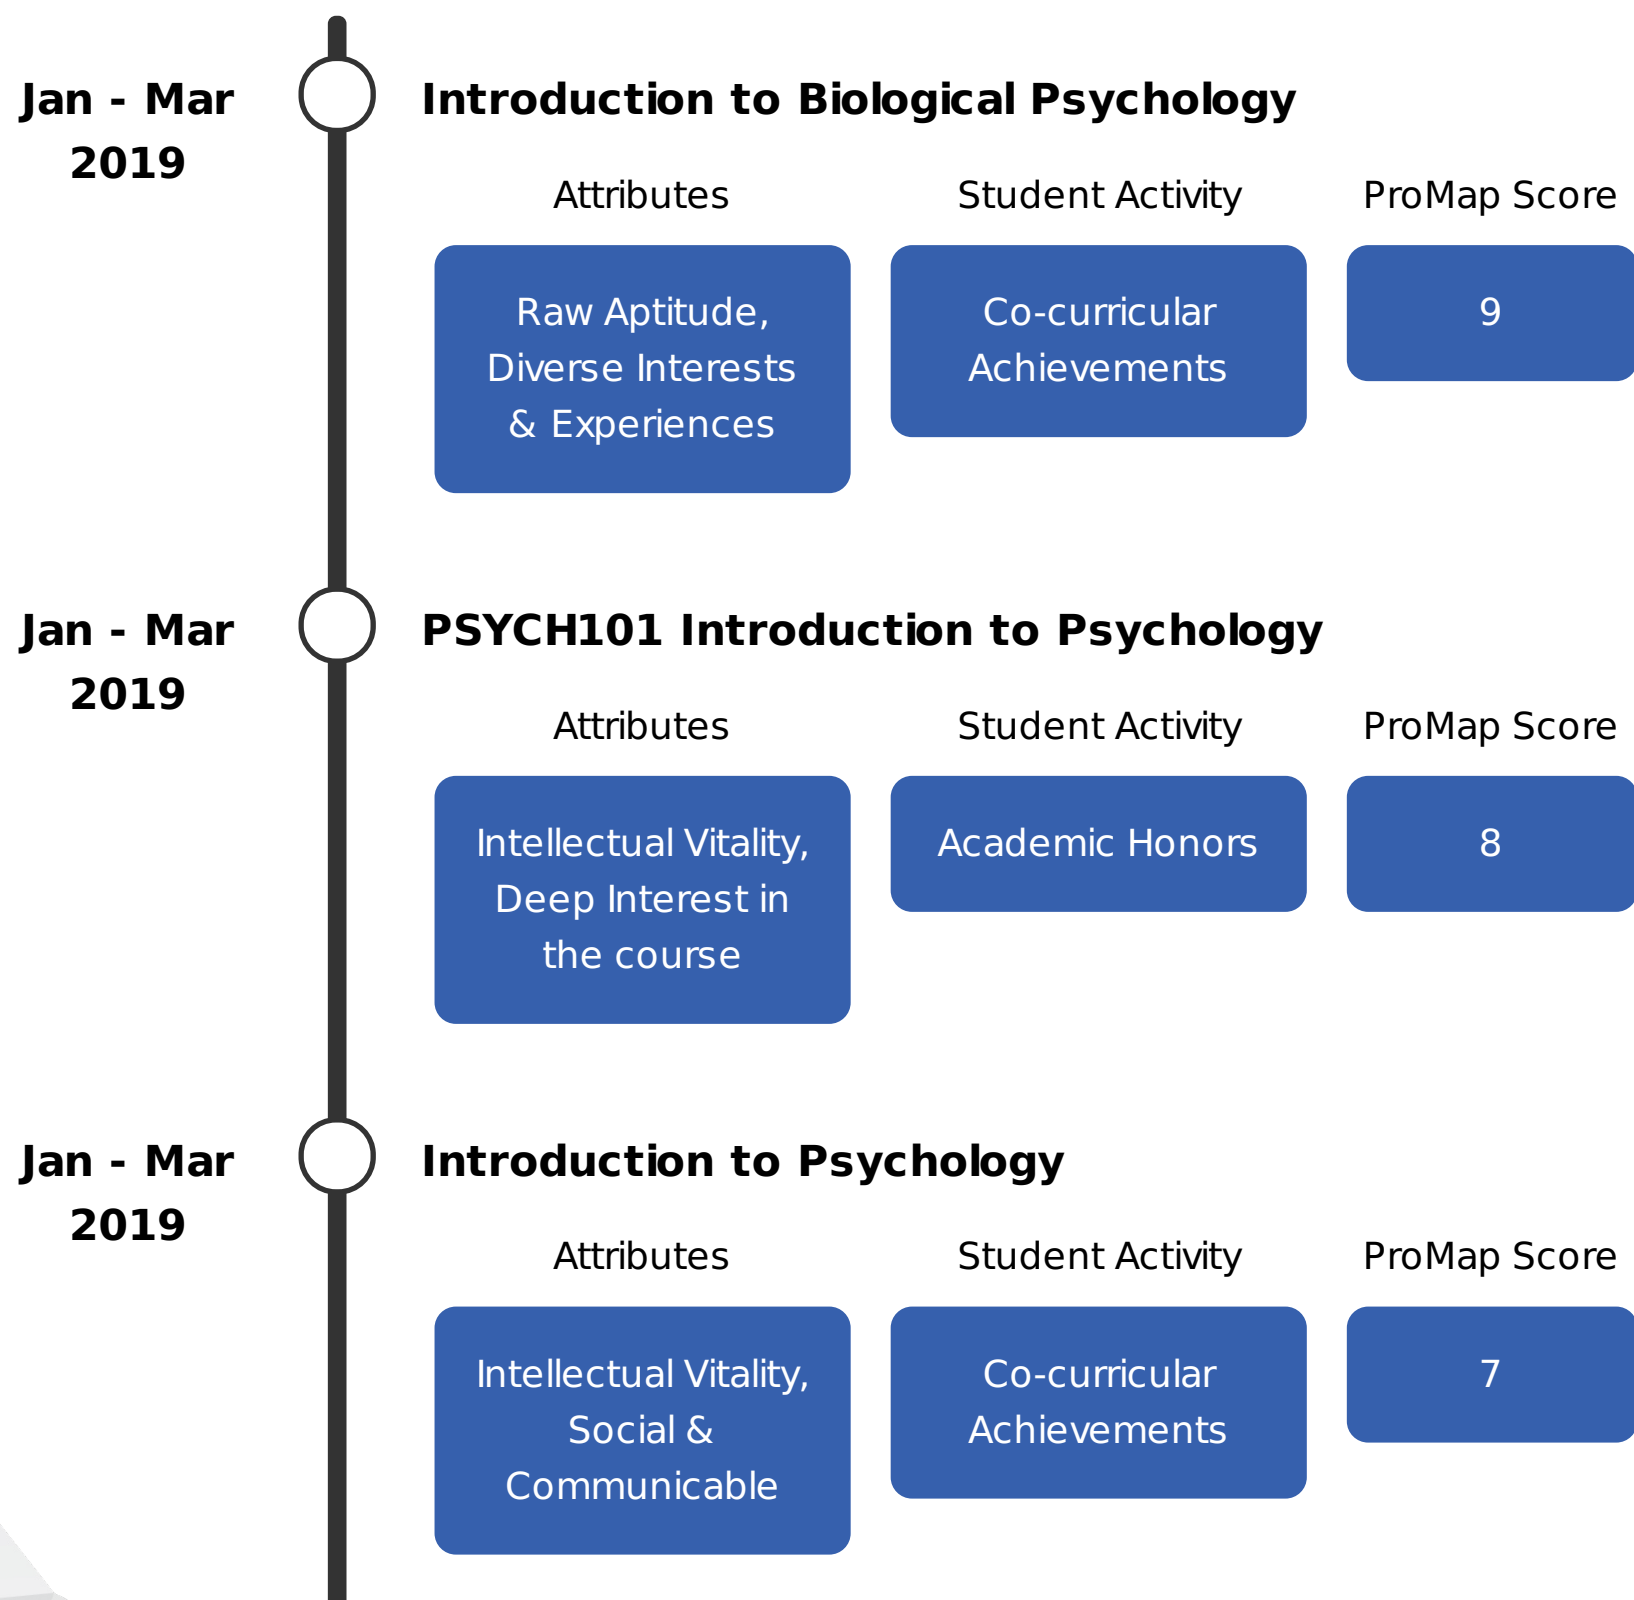 Jan - Mar
2019
Introduction to Biological Psychology
Attributes
Student Activity
ProMap Score
Raw Aptitude,
Diverse Interests
& Experiences
Co-curricular
Achievements
9
Jan - Mar
2019
PSYCH101 Introduction to Psychology
Attributes
Student Activity
ProMap Score
Intellectual Vitality,
Deep Interest in
the course
Academic Honors
8
Jan - Mar
2019
Introduction to Psychology
Attributes
Student Activity
ProMap Score
Intellectual Vitality,
Social &
Communicable
Co-curricular
Achievements
7